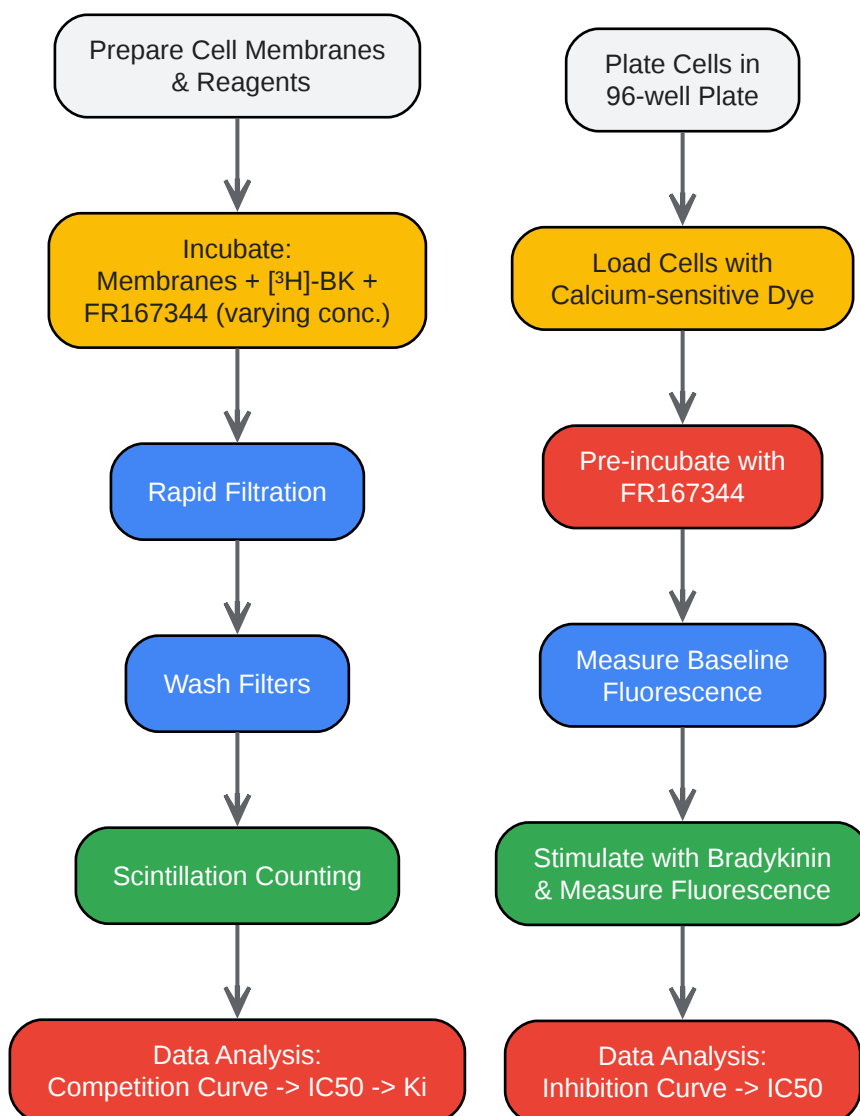 Prepare Cell Membranes
& Reagents
Incubate:
Membranes + [³H]-BK +
FR167344 (varying conc.)
Rapid Filtration
Wash Filters
Scintillation Counting
Data Analysis:
Competition Curve -> IC50 -> Ki
Plate Cells in
96-well Plate
Load Cells with
Calcium-sensitive Dye
Pre-incubate with
FR167344
Measure Baseline
Fluorescence
Stimulate with Bradykinin
& Measure Fluorescence
Data Analysis:
Inhibition Curve -> IC50